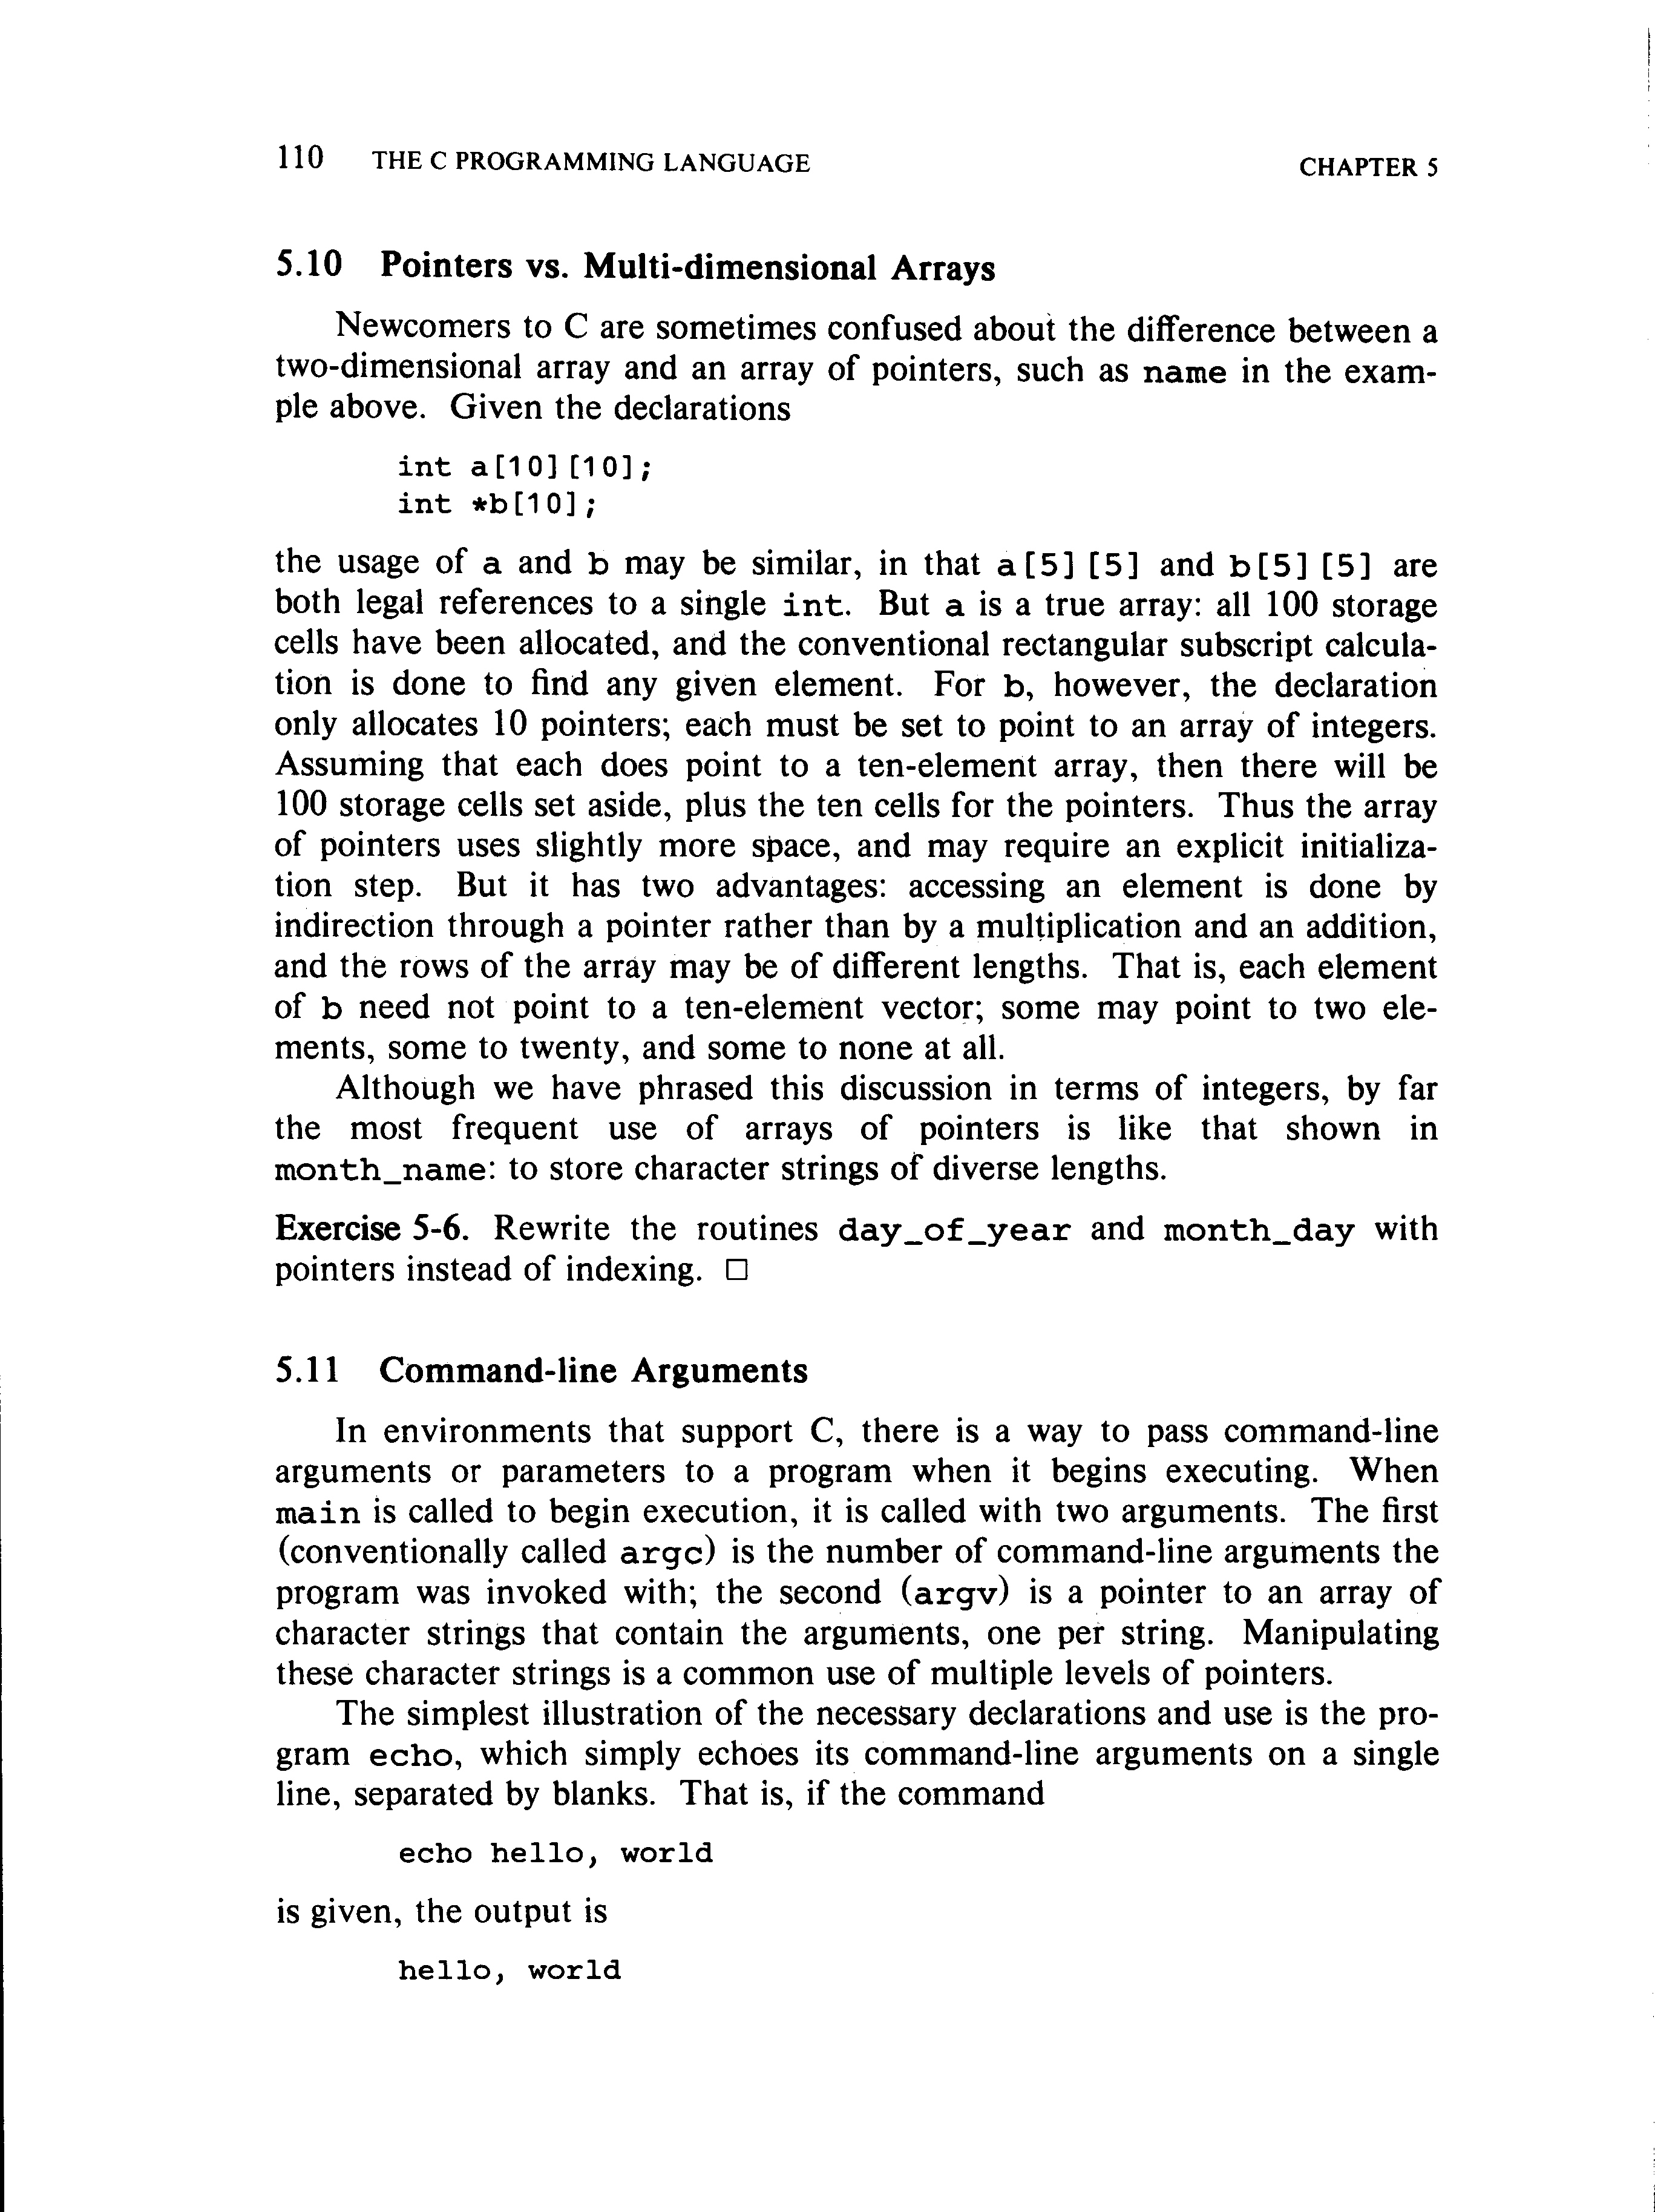 110 THE C PROGRAMMING LANGUAGE CHAPTER 5
5.10 Pointers vs. Multi-dimensional Arrays
Newcomers to C are sometimes confused about the difference between a
two-dimensional array and an array of pointers, such as name in the exam-
ple above. Given the declarations
int a[10][10];
int *b[10];
the usage of a and b may be similar, in that a[5][5] and b[5][5] are
both legal references to a single int. But a is a true array: all 100 storage
cells have been allocated, and the conventional rectangular subscript calcula-
tion is done to find any given element. For b, however, the declaration
only allocates 10 pointers; each must be set to point to an array of integers.
Assuming that each does point to a ten-element array, then there will be
100 storage cells set aside, plus the ten cells for the pointers. Thus the array
of pointers uses slightly more space, and may require an explicit initializa-
tion step. But it has two advantages: accessing an element is done by
indirection through a pointer rather than by a multiplication and an addition,
and the rows of the array may be of different lengths. That is, each element
of b need not point to a ten-element vector; some may point to two ele-
ments, some to twenty, and some to none at all.
Although we have phrased this discussion in terms of integers, by far
the most frequent use of arrays of pointers is like that shown in
month_name: to store character strings of diverse lengths.
Exercise 5-6. Rewrite the routines day_of_year and month_day with
pointers instead of indexing. □
5.11 Command-line Arguments
In environments that support C, there is a way to pass command-line
arguments or parameters to a program when it begins executing. When
main is called to begin execution, it is called with two arguments. The first
(conventionally called argc) is the number of command-line arguments the
program was invoked with; the second (argv) is a pointer to an array of
character strings that contain the arguments, one per string. Manipulating
these character strings is a common use of multiple levels of pointers.
The simplest illustration of the necessary declarations and use is the pro-
gram echo, which simply echoes its command-line arguments on a single
line, separated by blanks. That is, if the command
echo hello, world
is given, the output is
hello, world